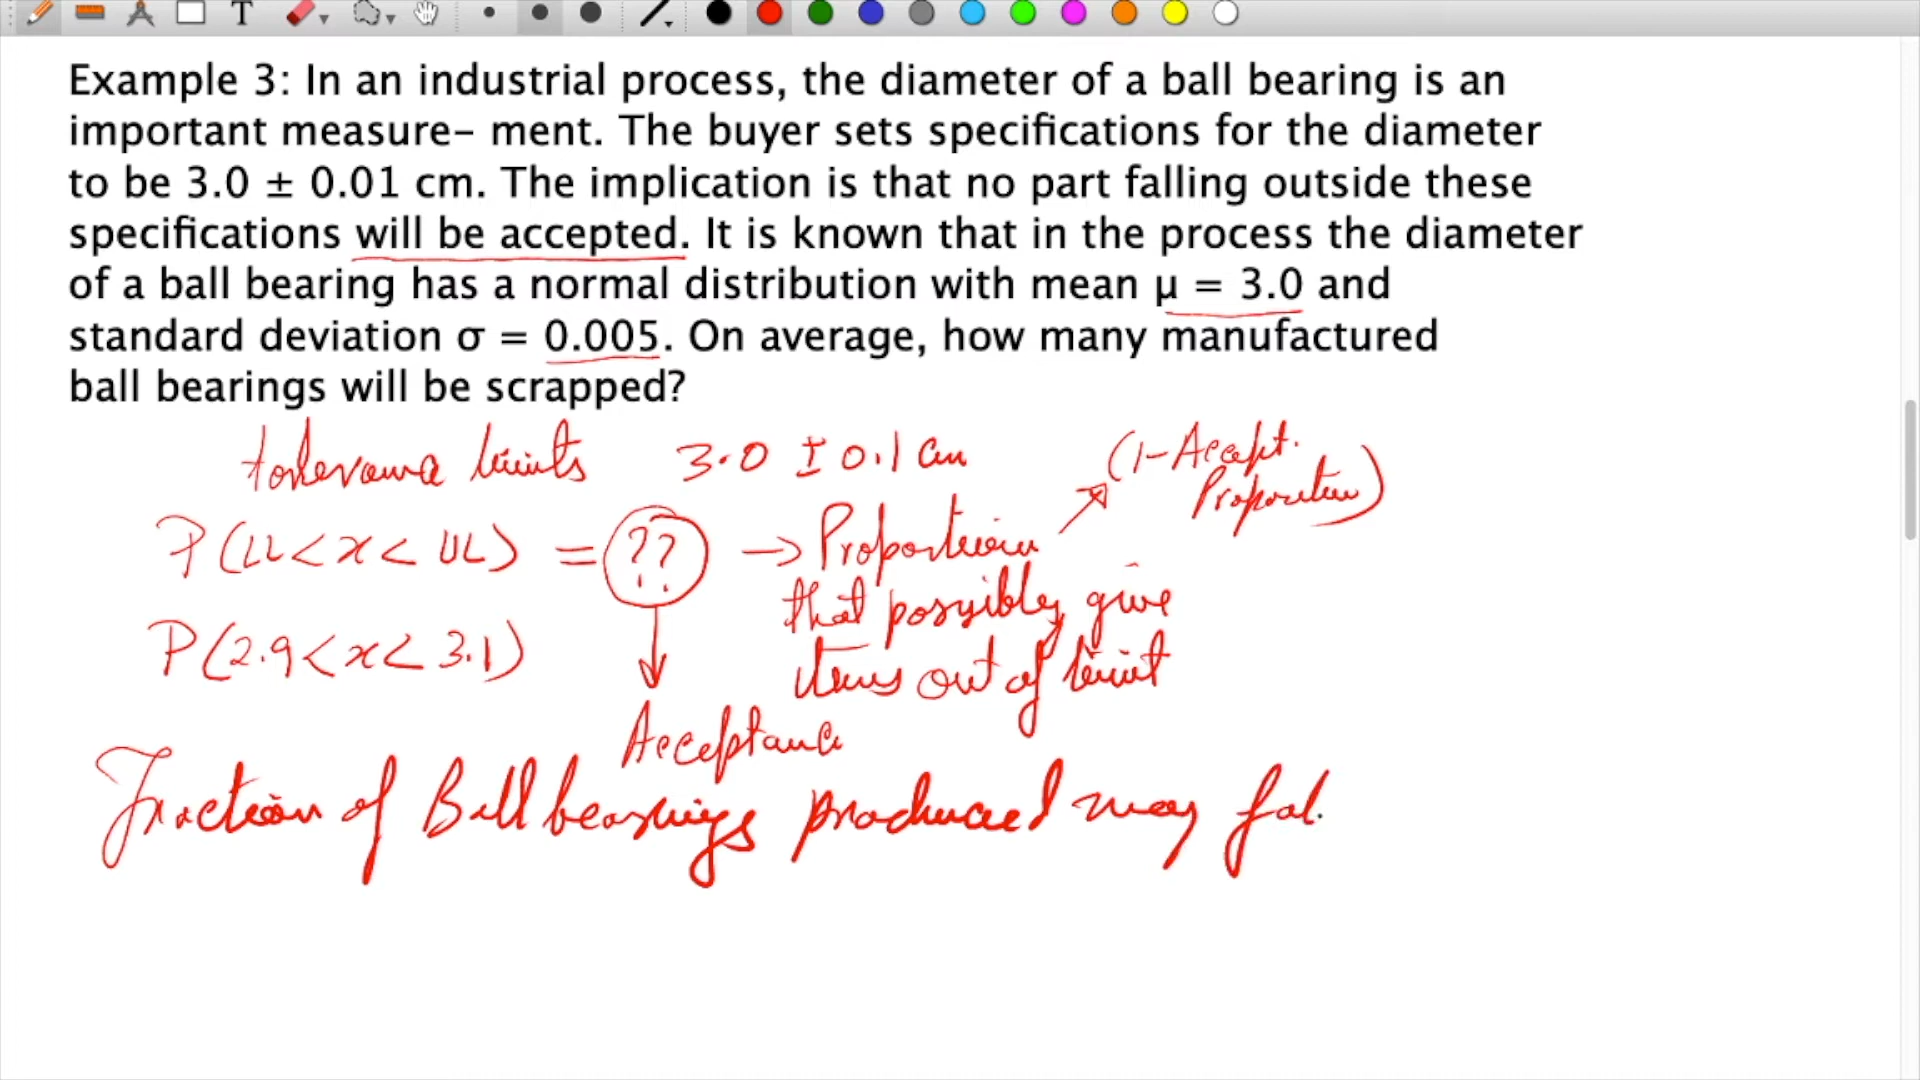 T
Example 3: In an industrial process, the diameter of a ball bearing is an
important measure- ment. The buyer sets specifications for the diameter
to be 3.0 ± 0.01 cm. The implication is that no part falling outside these
specifications will be accepted. It is known that in the process the diameter
of a ball bearing has a normal distribution with mean μ = 3.0 and
standard deviation σ = 0.005. On average, how many manufactured
ball bearings will be scrapped?
limits 3.0 ± 0.1 cm
(1-Accept.
Proportion)
P(LL<x<UL) = ?? → Proportion
that possibly give
items out of limit
P(2.9<x<3.1)
Acceptance
Fraction of Ball bearings produced may fal